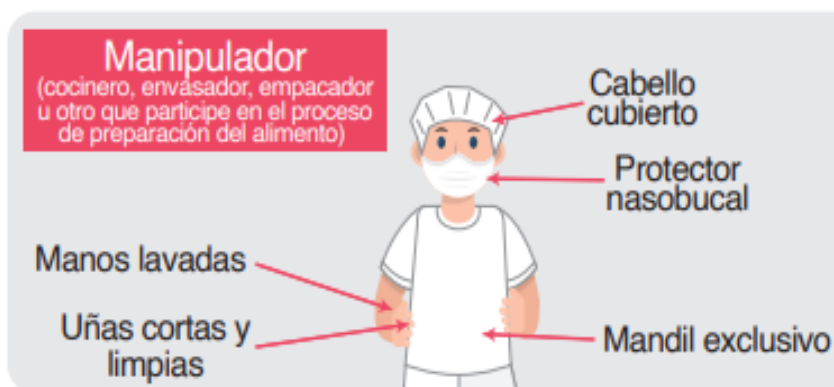 Manipulador
(cocinero, envasador, empacador
u otro que participe en el proceso
de preparación del alimento)
Cabello
cubierto
Protector
nasobucal
Manos lavadas
Uñas cortas y
limpias
Mandil exclusivo